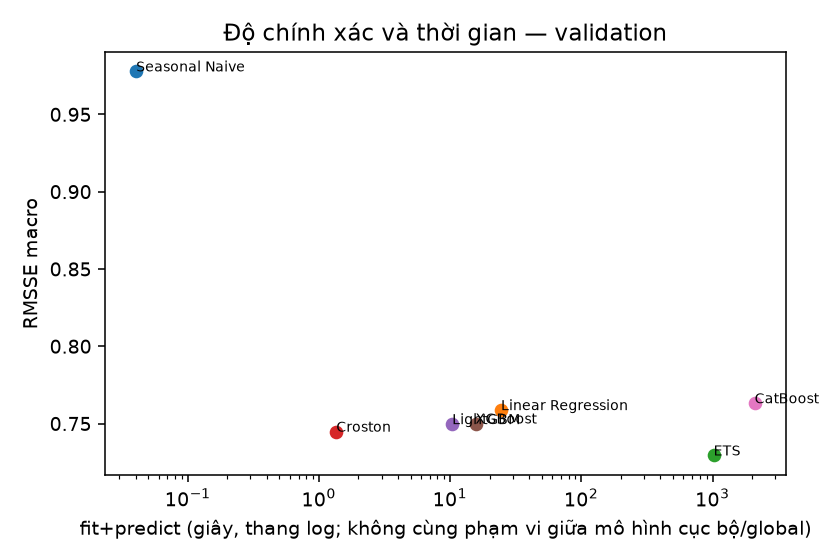 Độ chính xác và thời gian — validation
RMSSE macro
0.95
0.90
0.85
0.80
0.75
Seasonal Naive
Croston
LightGBM
XGBoost
Linear Regression
ETS
CatBoost
10⁻¹
10⁰
10¹
10²
10³
fit+predict (giây, thang log; không cùng phạm vi giữa mô hình cục bộ/global)